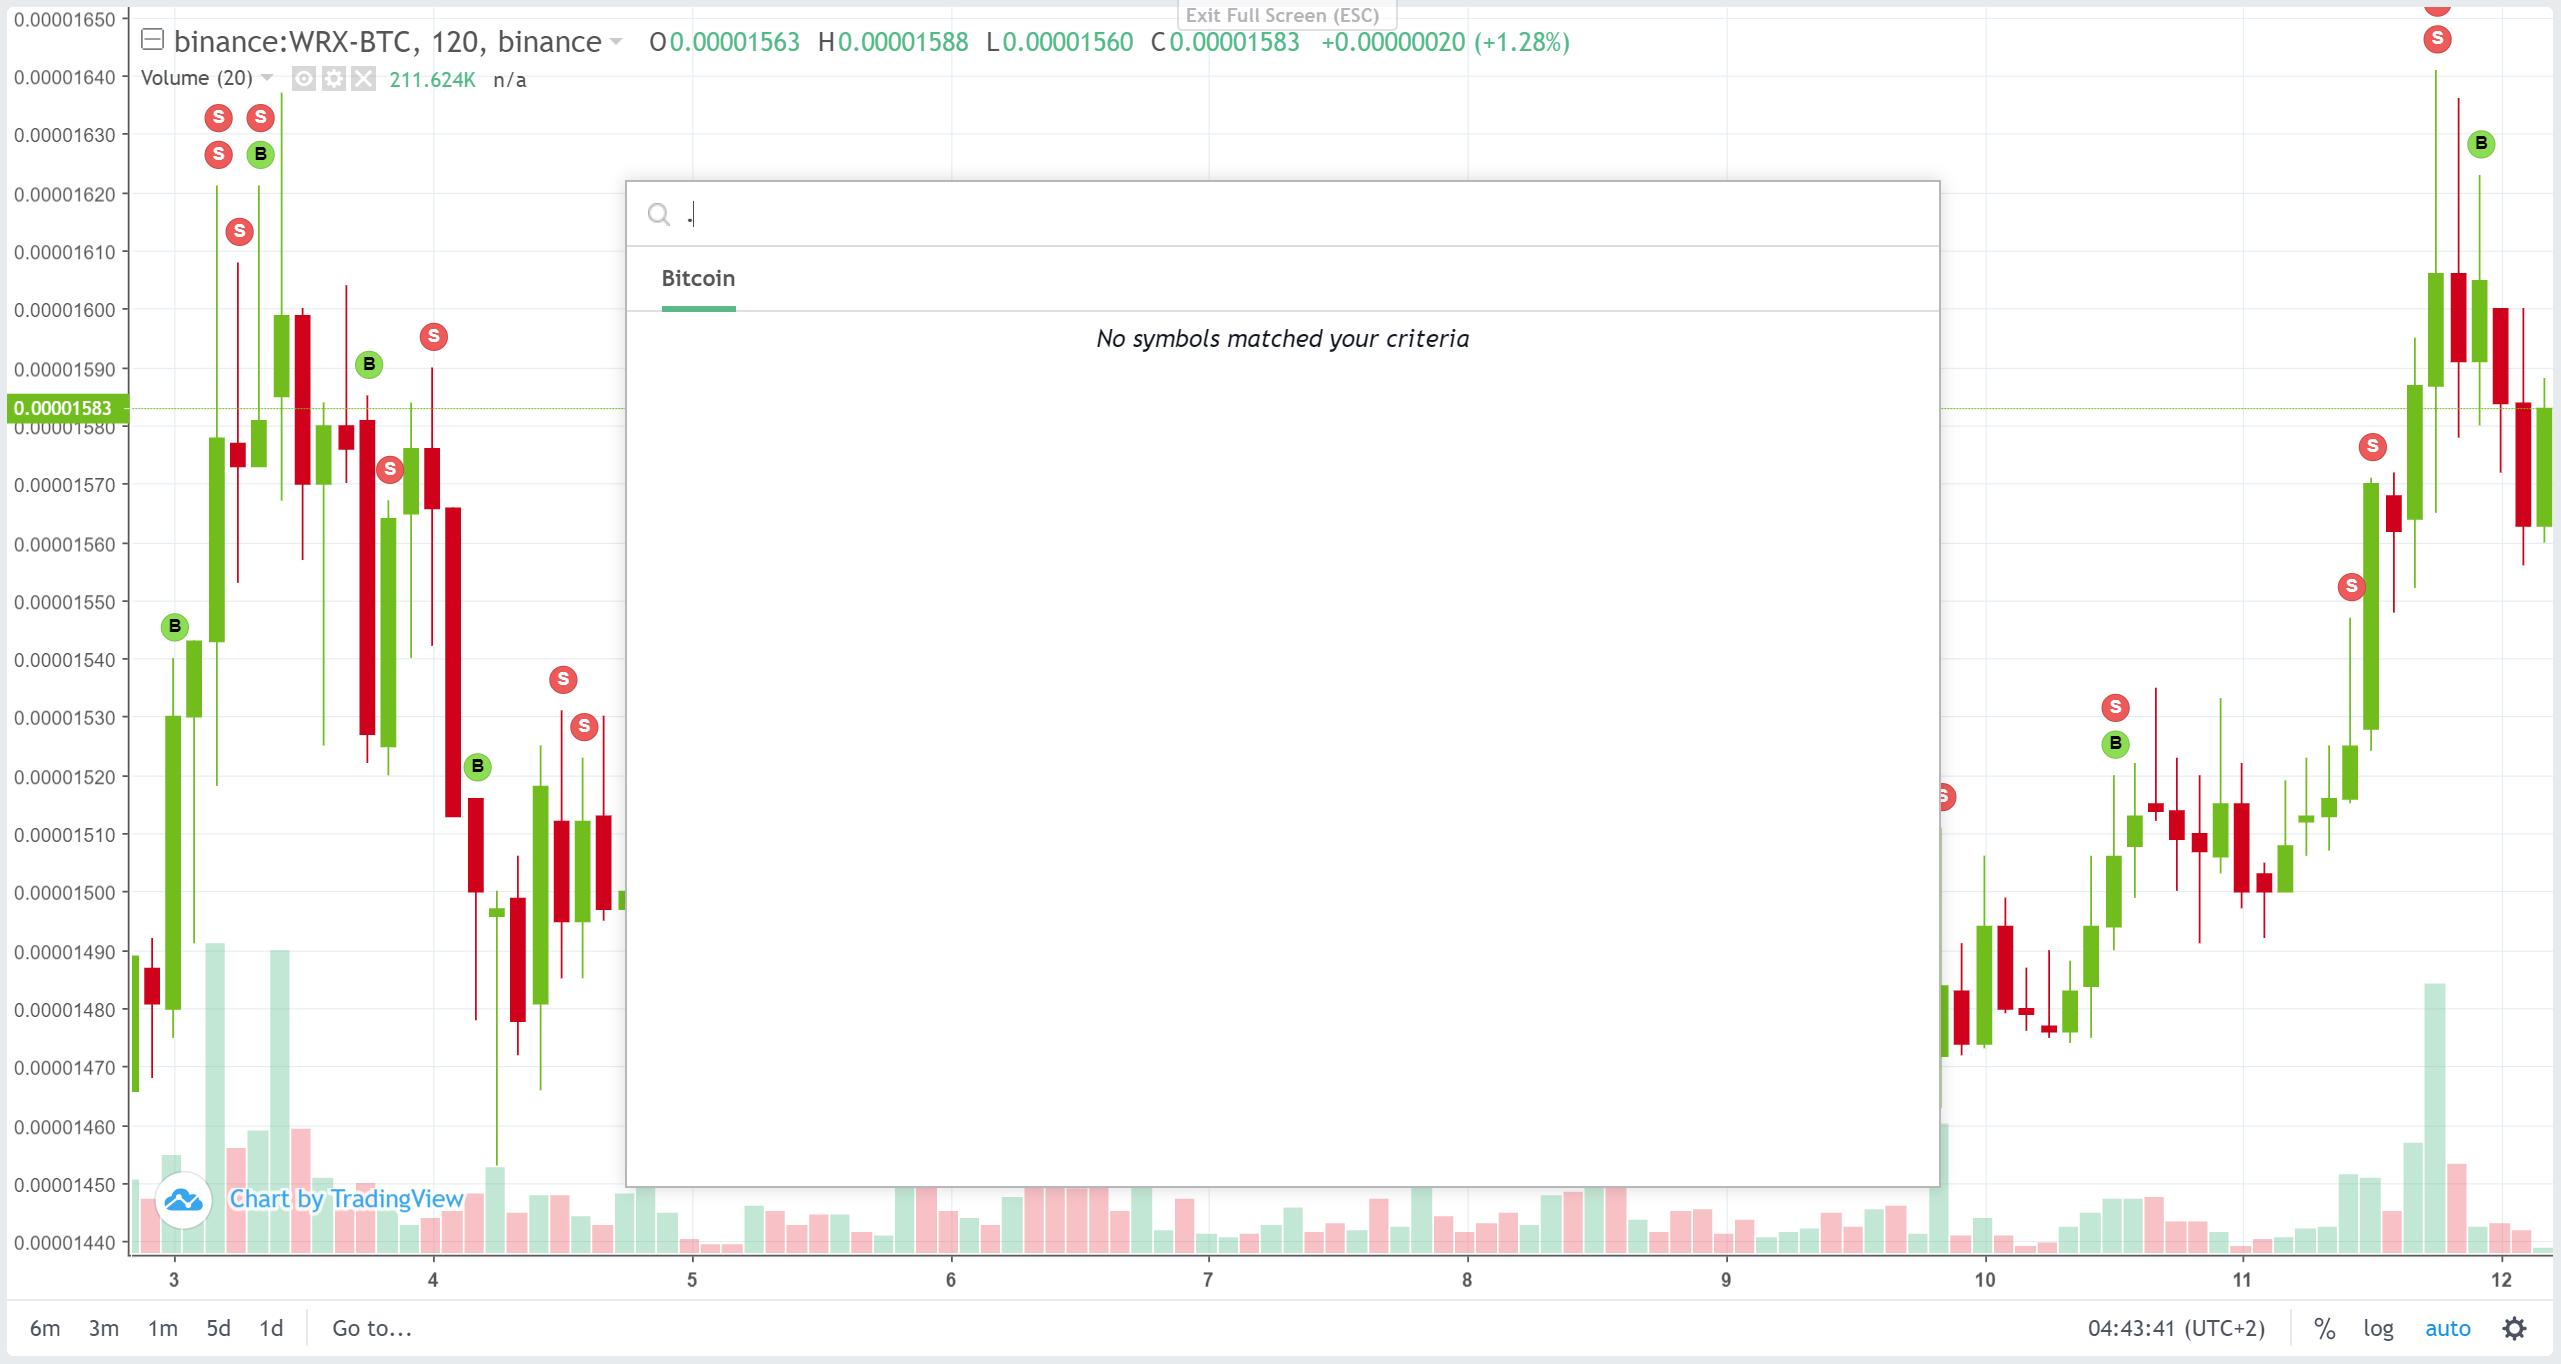 Exit Full Screen (ESC)
binance:WRX-BTC, 120, binance O0.00001563 H0.00001588 L0.00001560 C0.00001583 +0.00000020 (+1.28%)
Volume (20) 211.624K n/a
0.00001650
0.00001640
0.00001630
0.00001620
0.00001610
0.00001600
0.00001590
0.00001583
0.00001580
0.00001570
0.00001560
0.00001550
0.00001540
0.00001530
0.00001520
0.00001510
0.00001500
0.00001490
0.00001480
0.00001470
0.00001460
0.00001450
0.00001440
S
S
S S
B
S B
S
S
B
S
S
S
B
S
S
S
B
B
S
.
Bitcoin
No symbols matched your criteria
Chart by TradingView
3 4 5 6 7 8 9 10 11 12
6m 3m 1m 5d 1d Go to... 04:43:41 (UTC+2) % log auto